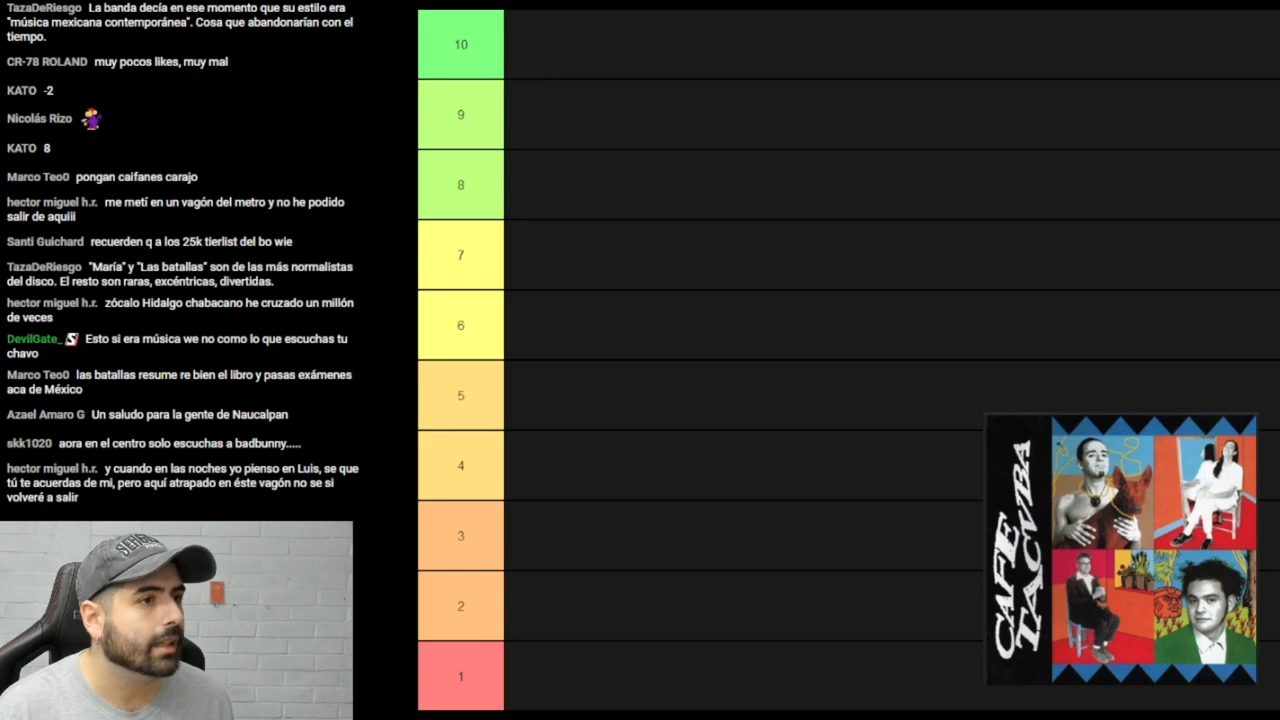 TazaDeRiesgo La banda decía en ese momento que su estilo era
"música mexicana contemporánea". Cosa que abandonarían con el
tiempo.
CR-78 ROLAND muy pocos likes, muy mal
KATO -2
Nicolás Rizo
KATO 8
Marco Teo0 pongan caifanes carajo
hector miguel h.r. me metí en un vagón del metro y no he podido
salir de aquiii
Santi Guichard recuerden q a los 25k tierlist del bo wie
TazaDeRiesgo "María" y "Las batallas" son de las más normalistas
del disco. El resto son raras, excéntricas, divertidas.
hector miguel h.r. zócalo Hidalgo chabacano he cruzado un millón
de veces
DevilGate_ Esto si era música we no como lo que escuchas tu
chavo
Marco Teo0 las batallas resume re bien el libro y pasas exámenes
aca de México
Azael Amaro G Un saludo para la gente de Naucalpan
skk1020 aora en el centro solo escuchas a badbunny.....
hector miguel h.r. y cuando en las noches yo pienso en Luis, se que
tú te acuerdas de mi, pero aquí atrapado en éste vagón no se si
volveré a salir
10
9
8
7
6
5
4
3
2
1
CAFE
TACVBA